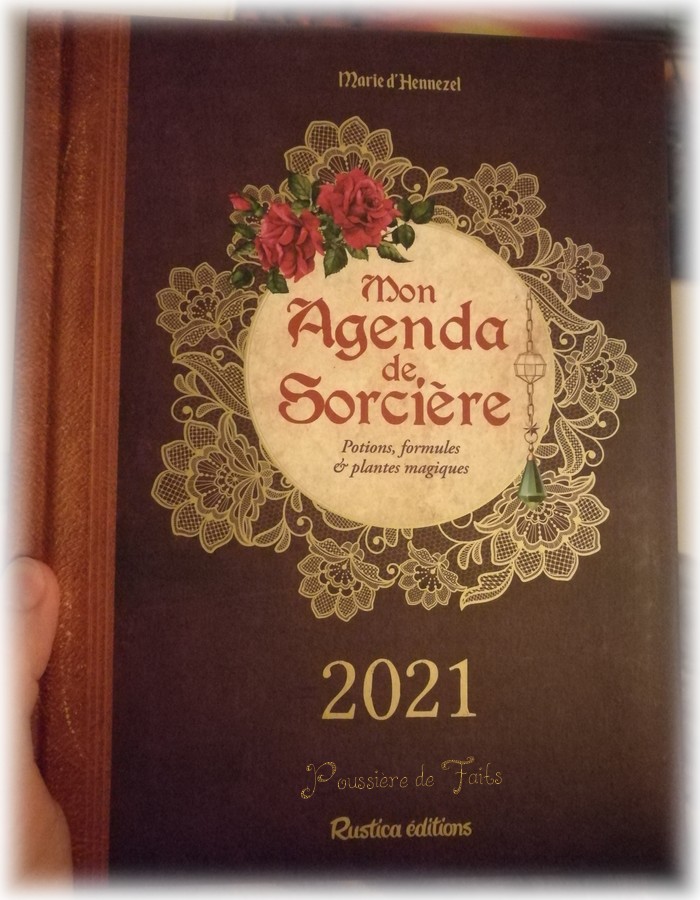 Marie d'Hennezel
Mon
Agenda
de
Sorcière
Potions, formules
& plantes magiques
2021
Poussière de Faits
Rustica éditions